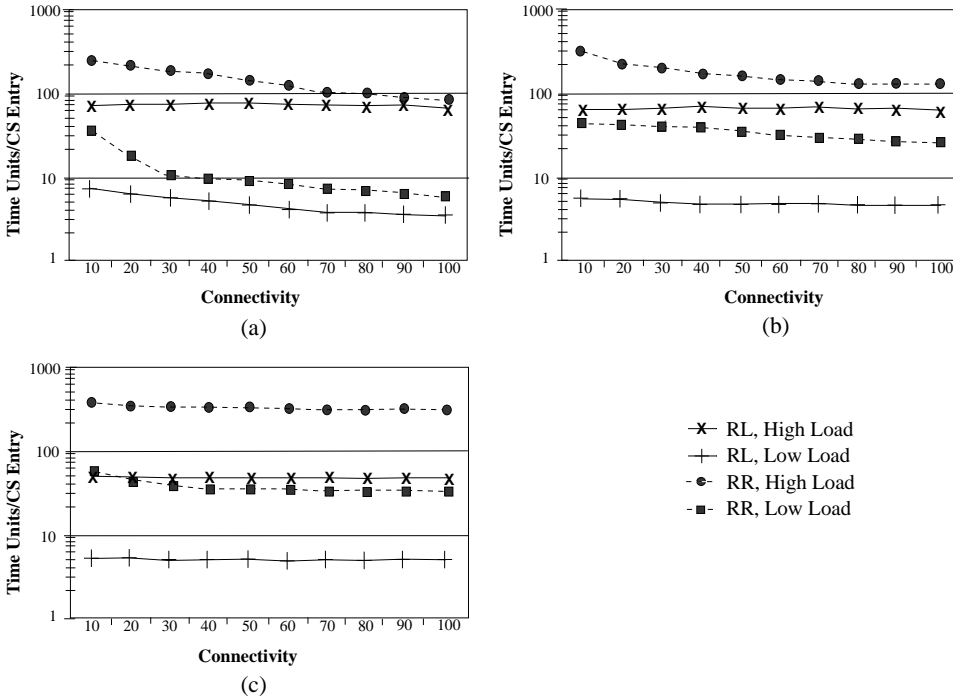 Time Units/CS Entry
1000
100
10
1
10 20 30 40 50 60 70 80 90 100
Connectivity
(a)
Time Units/CS Entry
1000
100
10
1
10 20 30 40 50 60 70 80 90 100
Connectivity
(b)
Time Units/CS Entry
1000
100
10
1
10 20 30 40 50 60 70 80 90 100
Connectivity
(c)
RL, High Load
RL, Low Load
RR, High Load
RR, Low Load